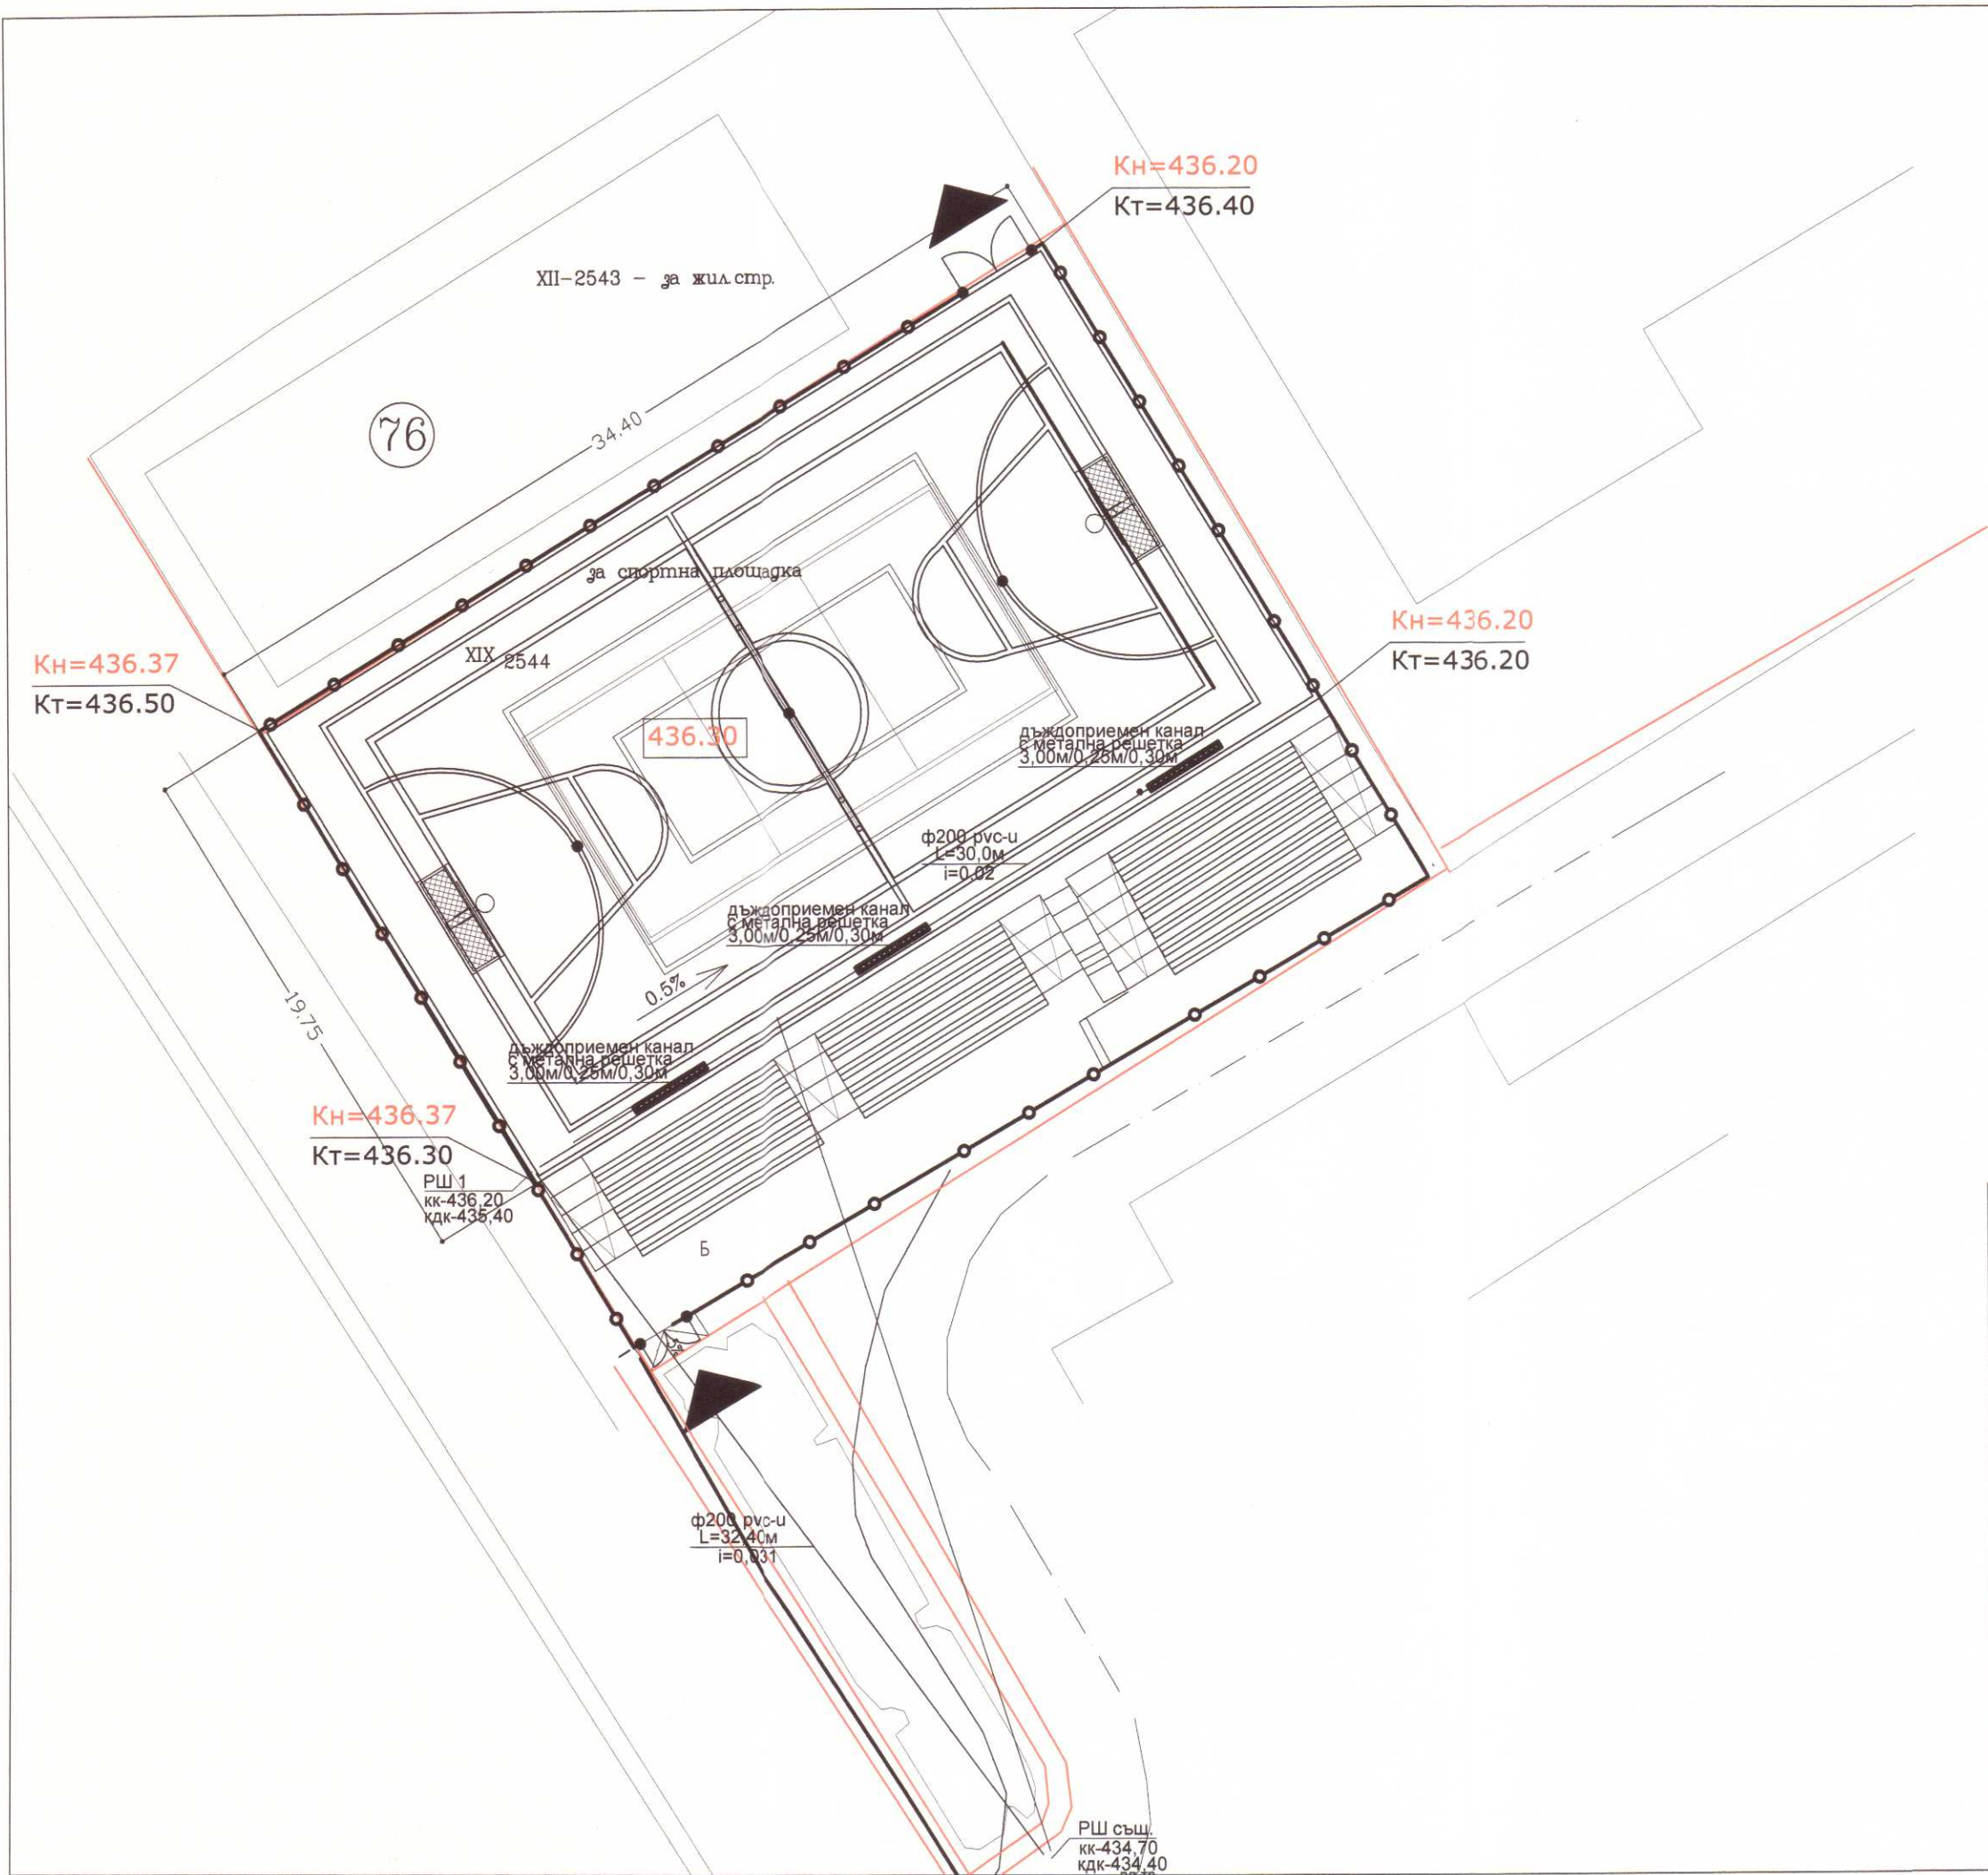 Кн=436.20
Кт=436.40
XII-2543 - за жил.стр.
76
34.40
за спортна площадка
XIX 2544
Кн=436.20
Кт=436.20
Кн=436.37
Кт=436.50
436.30
дъждоприемен канал
с метална решетка
3,00м/0,25м/0,30м
ф200 pvc-u
L=30,0м
i=0,02
дъждоприемен канал
с метална решетка
3,00м/0,25м/0,30м
0.5%
19.75
дъждоприемен канал
с метална решетка
3,00м/0,25м/0,30м
Кн=436.37
Кт=436.30
РШ 1
кк-436,20
кдк-435,40
Б
ф200 pvc-u
L=32,40м
i=0,031
РШ същ.
кк-434,70
кдк-434,40